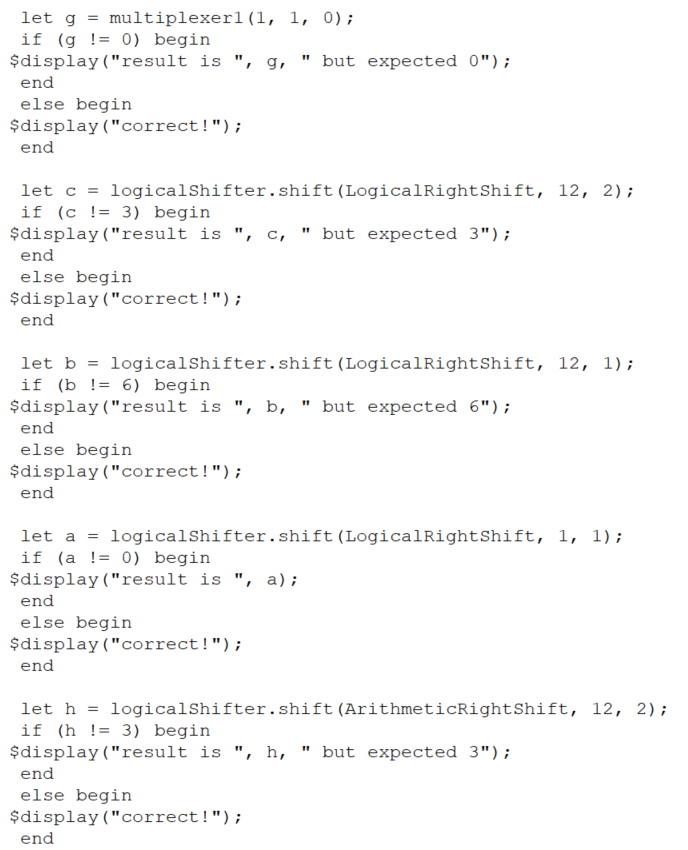 let g = multiplexer1(1, 1, 0);
if (g != 0) begin
$display("result is ", g, " but expected 0");
end
else begin
$display("correct!");
end
let c = logicalShifter.shift(LogicalRightShift, 12, 2);
if (c != 3) begin
$display("result is ", c, " but expected 3");
end
else begin
$display("correct!");
end
let b = logicalShifter.shift(LogicalRightShift, 12, 1);
if (b != 6) begin
$display("result is ", b, " but expected 6");
end
else begin
$display("correct!");
end
let a = logicalShifter.shift(LogicalRightShift, 1, 1);
if (a != 0) begin
$display("result is ", a);
end
else begin
$display("correct!");
end
let h = logicalShifter.shift(ArithmeticRightShift, 12, 2);
if (h != 3) begin
$display("result is ", h, " but expected 3");
end
else begin
$display("correct!");
end